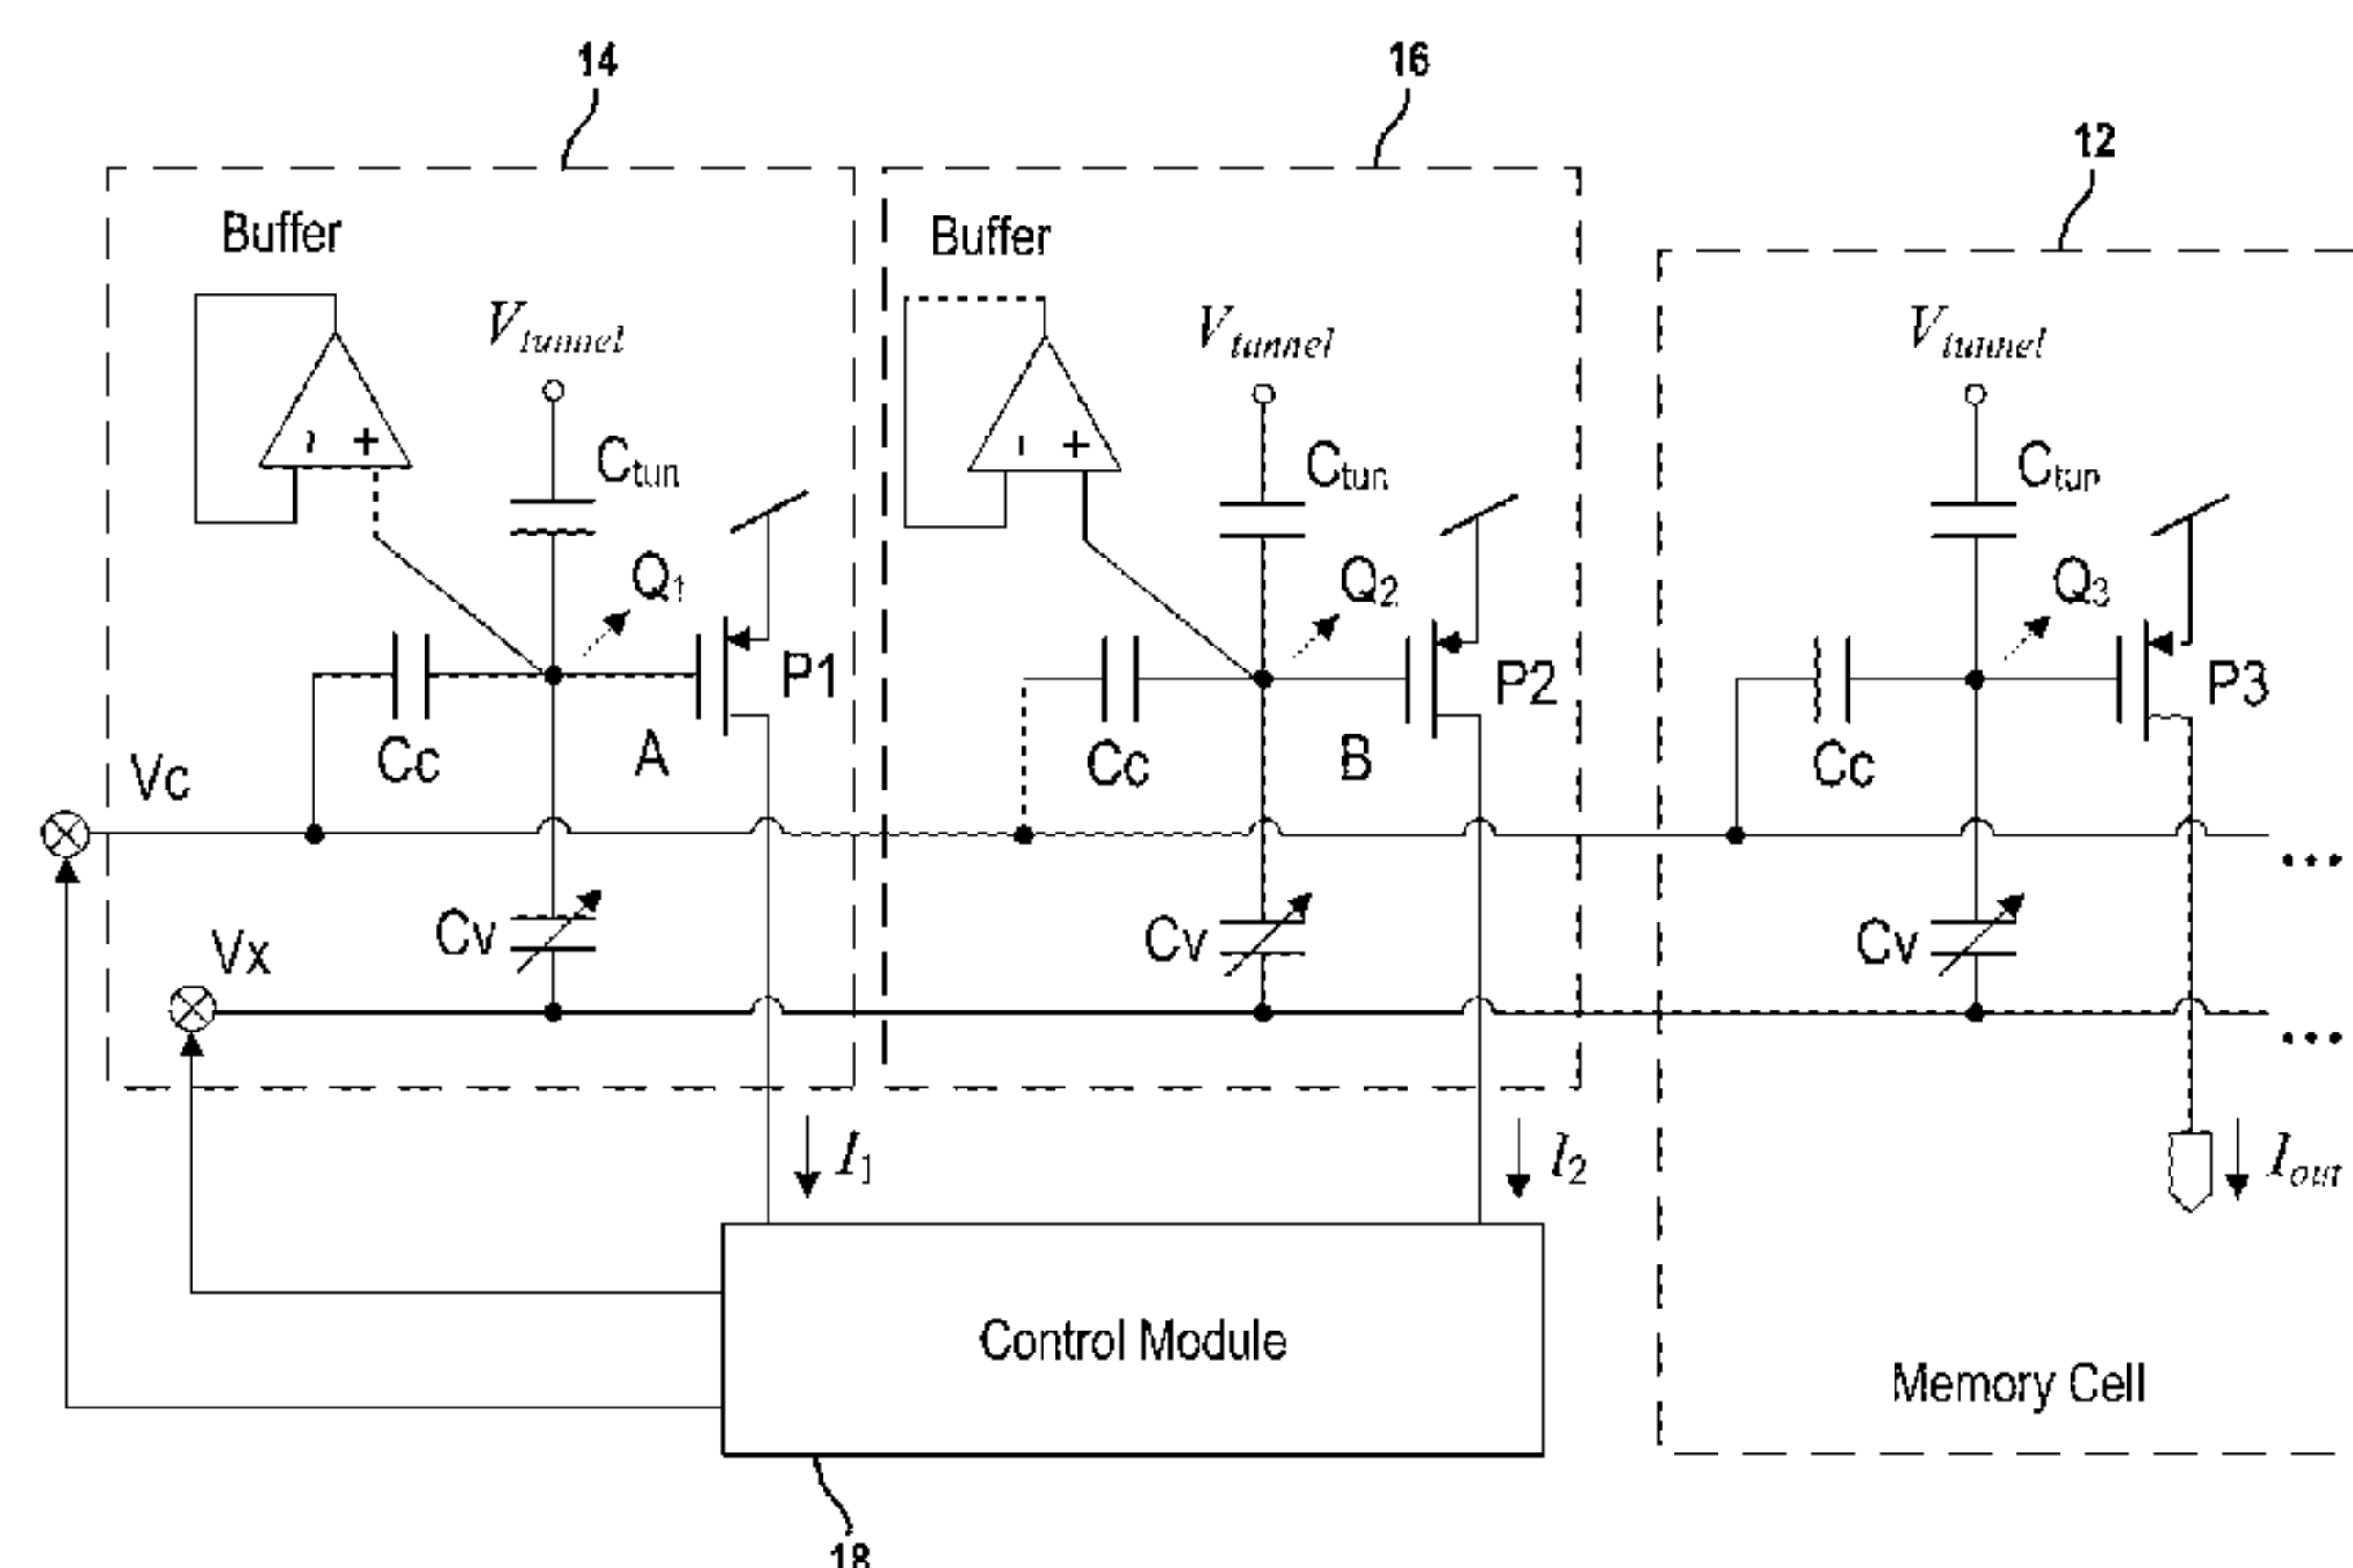 14
16
12
Buffer
Buffer
Vtunnel
Vtunnel
Vtunnel
~ +
- +
Ctun
Ctun
Ctun
Q1
Q2
Q3
P1
P2
P3
Cc
A
Cc
B
Cc
Vc
...
Cv
Cv
Cv
Vx
...
I1
I2
Iout
Control Module
Memory Cell
18